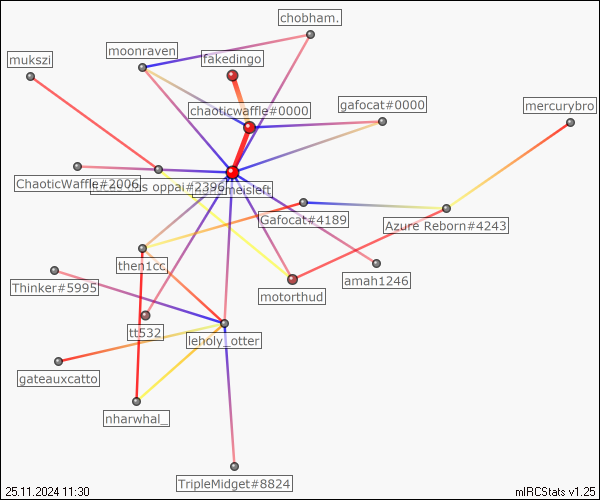 chobham.
moonraven
fakedingo
mukszi
chaoticwaffle#0000
gafocat#0000
mercurybro
ChaoticWaffle#2006
oppai#2396
meisleft
Gafocat#4189
Azure Reborn#4243
then1cc
Thinker#5995
motorthud
amah1246
tt532
leholy_otter
gateauxcatto
nharwhal_
TripleMidget#8824
25.11.2024 11:30
mIRCStats v1.25